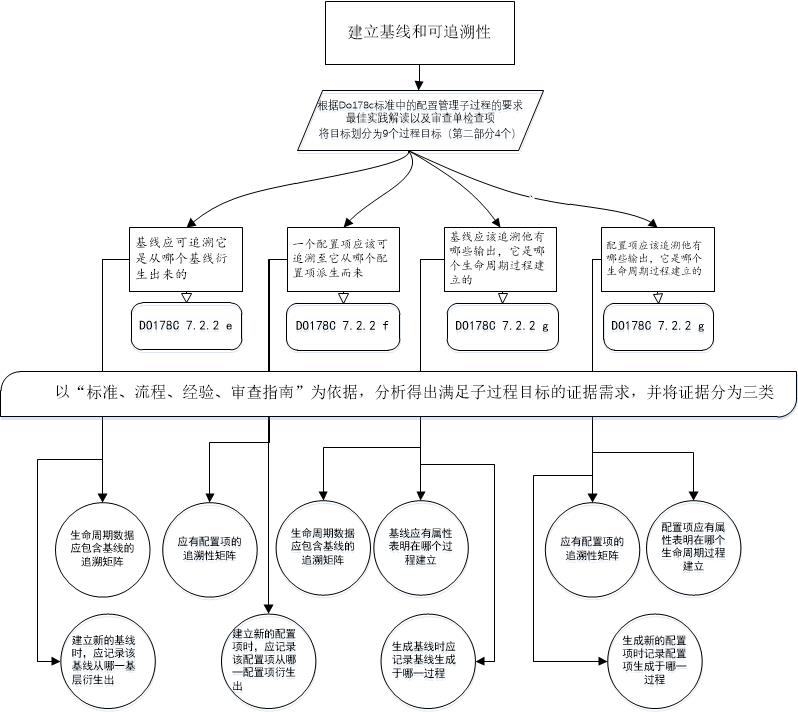 建立基线和可追溯性
根据Do178c标准中的配置管理子过程的要求
最佳实践解读以及审查单检查项
将目标划分为9个过程目标（第二部分4个）
基线应可追溯它
是从哪个基线衍
生出来的
一个配置项应该可
追溯至它从哪个配
置项派生而来
基线应该追溯他有
哪些输出，它是哪
个生命周期过程建
立的
配置项应该追溯他有
哪些输出，它是哪个
生命周期过程建立的
DO178C 7.2.2 e
DO178C 7.2.2 f
DO178C 7.2.2 g
DO178C 7.2.2 g
以“标准、流程、经验、审查指南”为依据，分析得出满足子过程目标的证据需求，并将证据分为三类
生命周期数据
应包含基线的
追溯矩阵
应有配置项的
追溯性矩阵
生命周期数据
应包含基线的
追溯矩阵
基线应有属性
表明在哪个过
程建立
应有配置项的
追溯性矩阵
配置项应有属
性表明在哪个
生命周期过程
建立
建立新的基线
时，应记录该
基线从哪一基
层衍生出
建立新的配置
项时，应记录
该配置项从哪
一配置项衍生
出
生成基线时应
记录基线生成
于哪一过程
生成新的配置
项时记录配置
项生成于哪一
过程